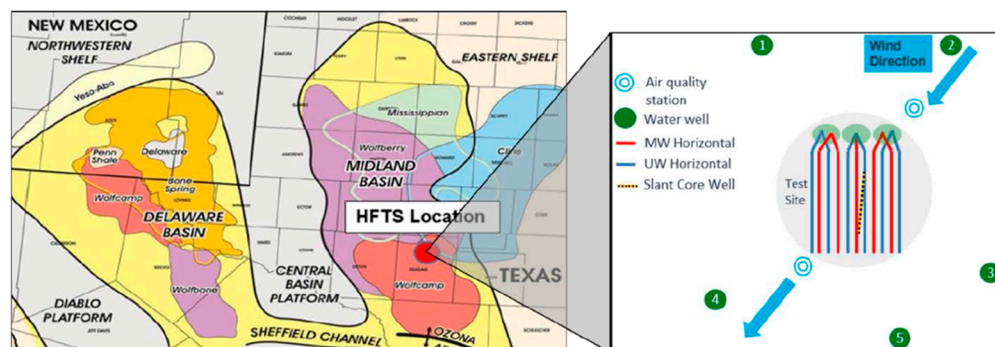 NEW MEXICO
NORTHWESTERN
SHELF
Yeso-Abo
EASTERN SHELF
Mississippian
Penn
Shale
Delaware
Wolfberry
Cline
MIDLAND
BASIN
Bone
Spring
Wolfcamp
DELAWARE
BASIN
HFTS Location
TEXAS
CENTRAL
BASIN
PLATFORM
Wolfcamp
Wolfbone
DIABLO
PLATFORM
JEFF DAVIS
SHEFFIELD CHANNEL
OZONA
1
2
Wind
Direction
Air quality
station
Water well
MW Horizontal
UW Horizontal
Slant Core Well
Test
Site
3
4
5